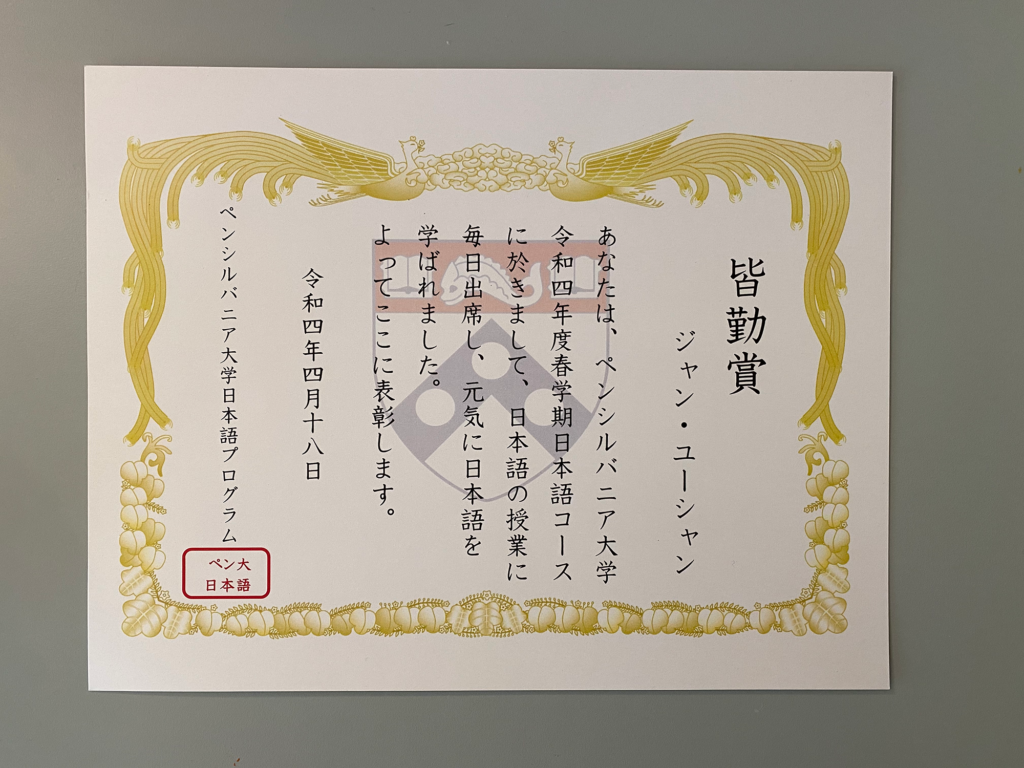 皆勤賞
ジャン・ユーシャン
あなたは、ペンシルバニア大学
令和四年度春学期日本語コース
に於きまして、日本語の授業に
毎日出席し、元気に日本語を
学ばれました。
よってここに表彰します。
令和四年四月十八日
ペンシルバニア大学日本語プログラム
ペン大
日本語